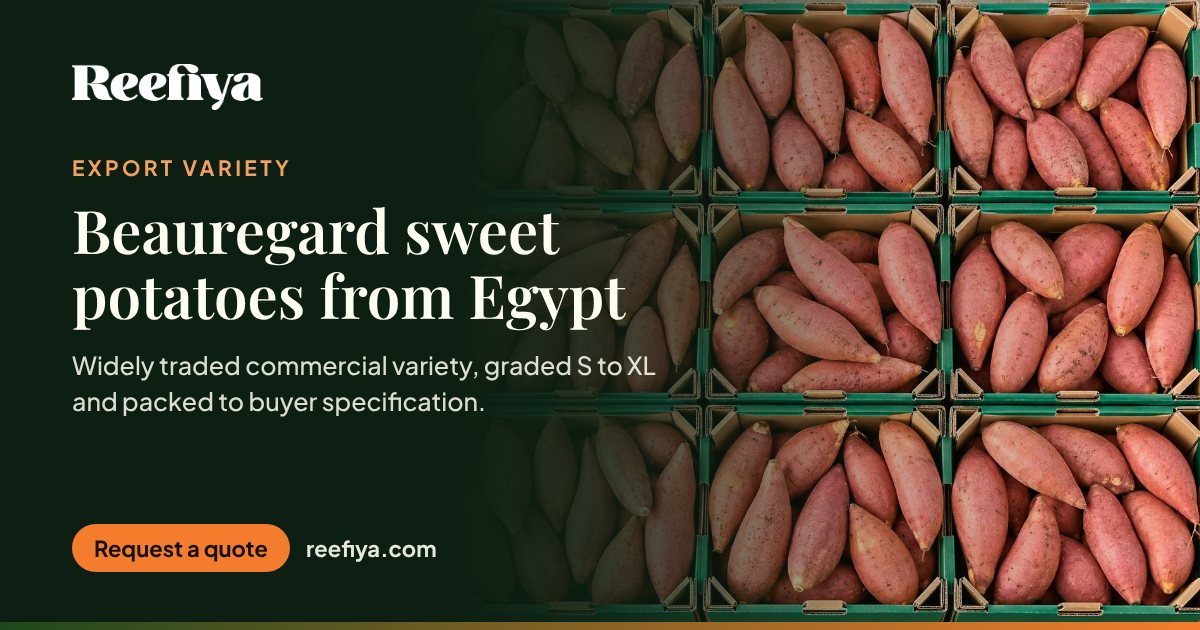 Reefiya
EXPORT VARIETY
Beauregard sweet
potatoes from Egypt
Widely traded commercial variety, graded S to XL
and packed to buyer specification.
Request a quote
reefiya.com